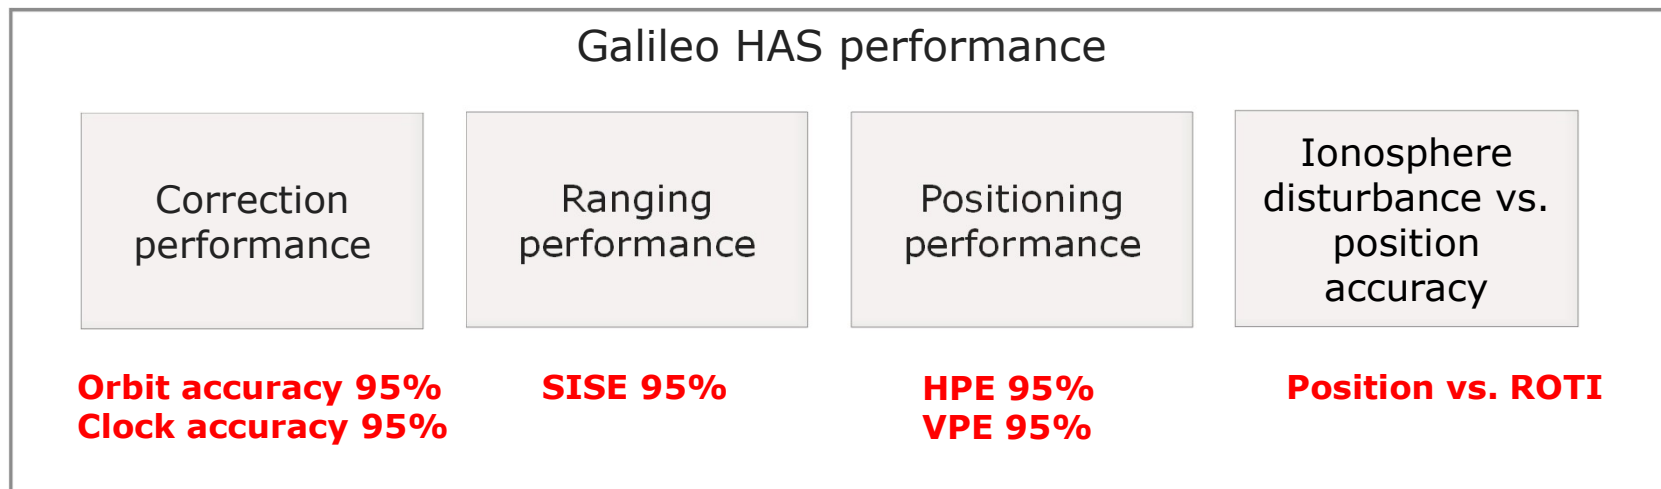 Galileo HAS performance
Correction
performance
Ranging
performance
Positioning
performance
Ionosphere
disturbance vs.
position
accuracy
Orbit accuracy 95%
Clock accuracy 95%
SISE 95%
HPE 95%
VPE 95%
Position vs. ROTI